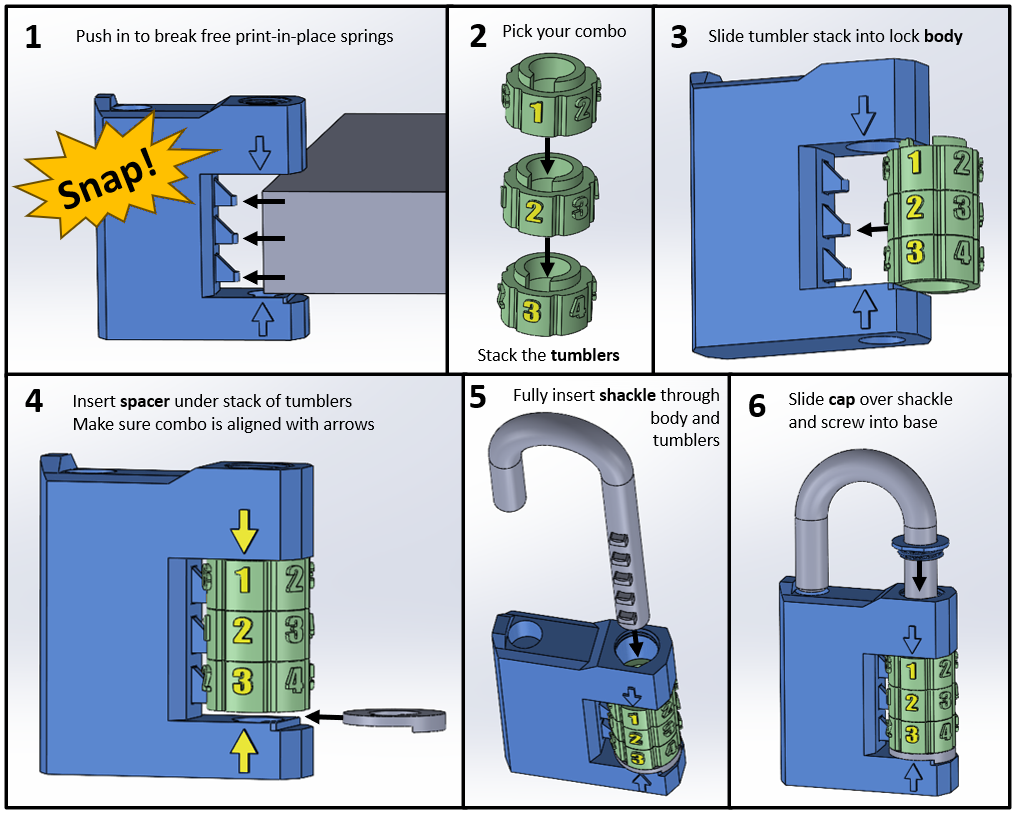 1
Push in to break free print-in-place springs
Snap!
2
Pick your combo
1 2
2 3
3 4
Stack the tumblers
3
Slide tumbler stack into lock body
1 2
2 3
3 4
4
Insert spacer under stack of tumblers
Make sure combo is aligned with arrows
1 2
2 3
3 4
5
Fully insert shackle through
body and
tumblers
1
2
3
6
Slide cap over shackle
and screw into base
1 2
2 3
3 4